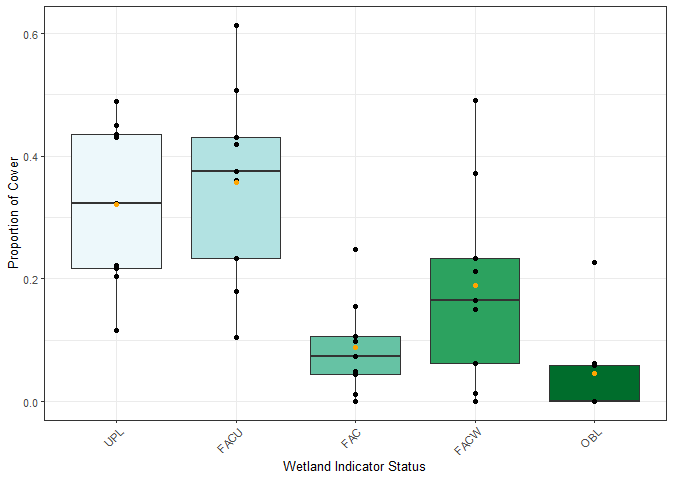 Proportion of Cover
0.6
0.4
0.2
0.0
UPL
FACU
FAC
FACW
OBL
Wetland Indicator Status